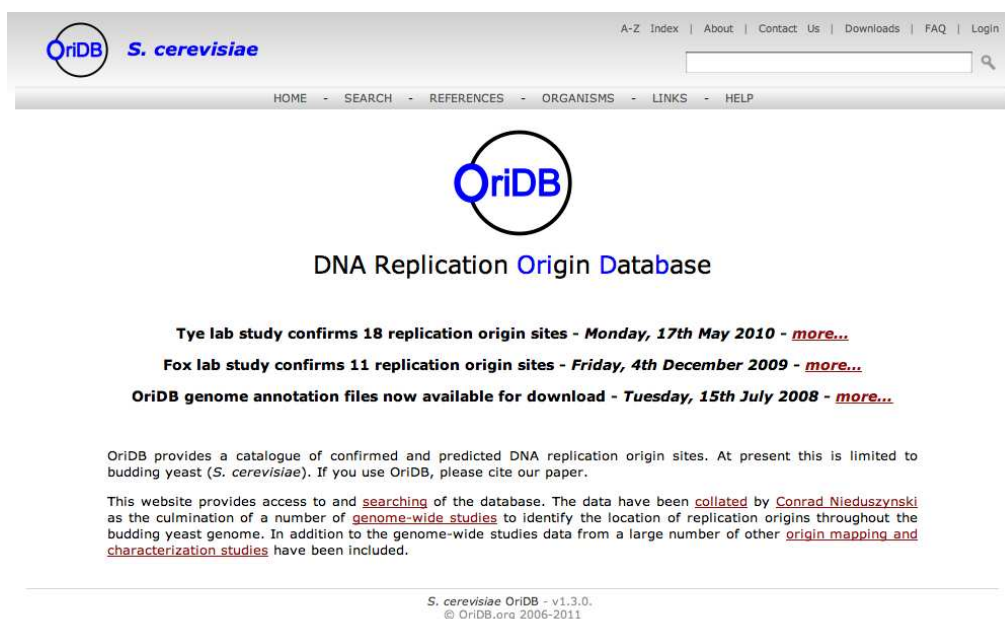 OriDB S. cerevisiae
A-Z Index | About | Contact Us | Downloads | FAQ | Login
HOME - SEARCH - REFERENCES - ORGANISMS - LINKS - HELP
OriDB
DNA Replication Origin Database
Tye lab study confirms 18 replication origin sites - Monday, 17th May 2010 - more...
Fox lab study confirms 11 replication origin sites - Friday, 4th December 2009 - more...
OriDB genome annotation files now available for download - Tuesday, 15th July 2008 - more...
OriDB provides a catalogue of confirmed and predicted DNA replication origin sites. At present this is limited to
budding yeast (S. cerevisiae). If you use OriDB, please cite our paper.
This website provides access to and searching of the database. The data have been collated by Conrad Nieduszynski
as the culmination of a number of genome-wide studies to identify the location of replication origins throughout the
budding yeast genome. In addition to the genome-wide studies data from a large number of other origin mapping and
characterization studies have been included.
S. cerevisiae OriDB - v1.3.0.
© OriDB.org 2006-2011